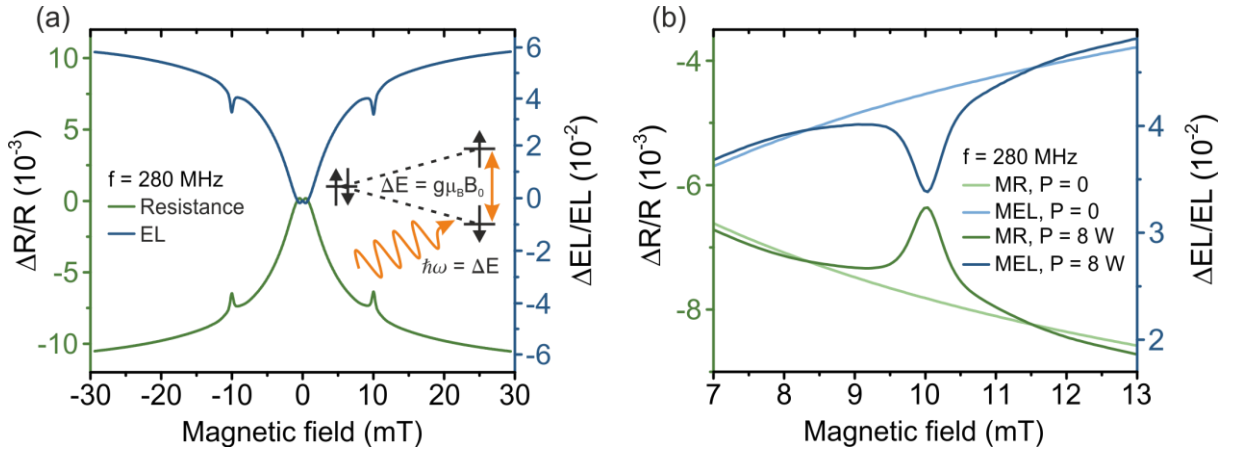 (a)
10
5
0
-5
-10
ΔR/R (10⁻³)
f = 280 MHz
Resistance
EL
ΔE = gμ_BB₀
ℏω = ΔE
6
4
2
0
-2
-4
-6
ΔEL/EL (10⁻²)
-30 -20 -10 0 10 20 30
Magnetic field (mT)
(b)
-4
-6
-8
ΔR/R (10⁻³)
f = 280 MHz
MR, P = 0
MEL, P = 0
MR, P = 8 W
MEL, P = 8 W
4
3
2
ΔEL/EL (10⁻²)
7 8 9 10 11 12 13
Magnetic field (mT)